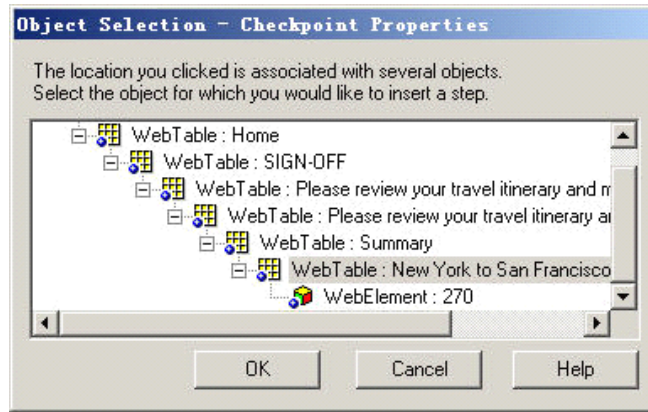 Object Selection - Checkpoint Properties
The location you clicked is associated with several objects.
Select the object for which you would like to insert a step.
WebTable : Home
WebTable : SIGN-OFF
WebTable : Please review your travel itinerary and
WebTable : Please review your travel itinerary
WebTable : Summary
WebTable : New York to San Francisco
WebElement : 270
OK Cancel Help